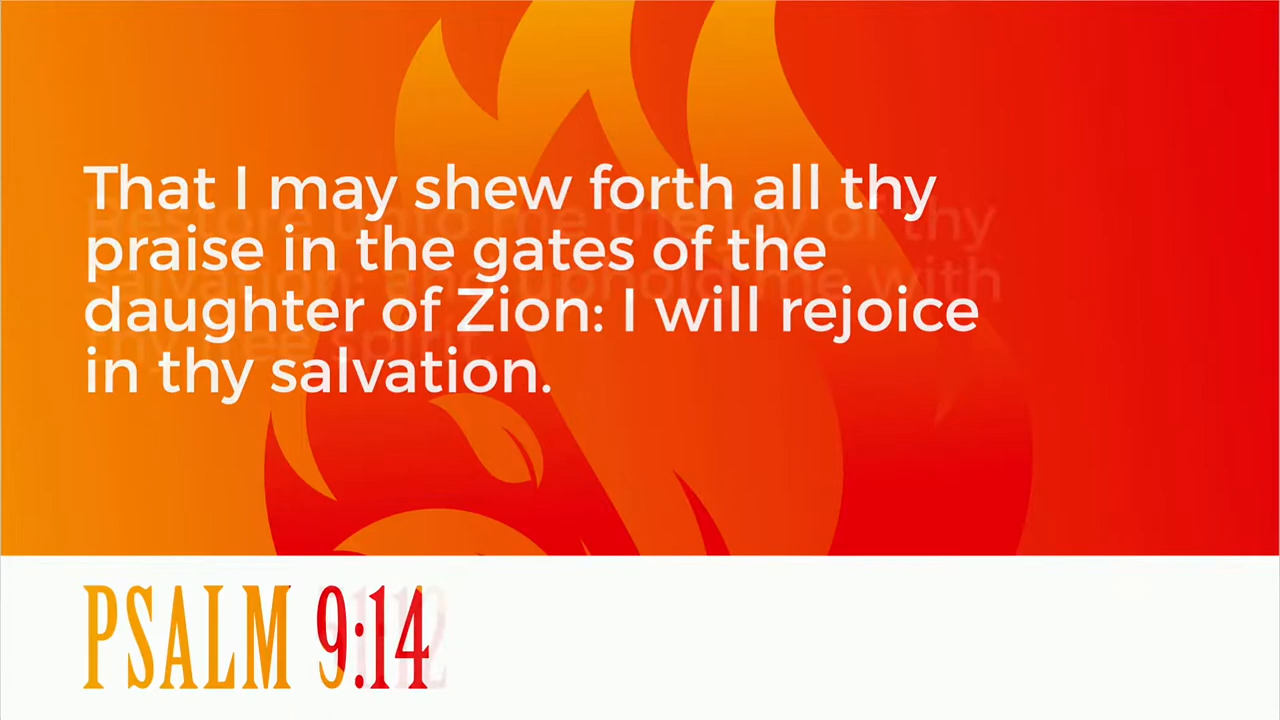 That I may shew forth all thy
praise in the gates of the
daughter of Zion: I will rejoice
in thy salvation.
PSALM 9:14